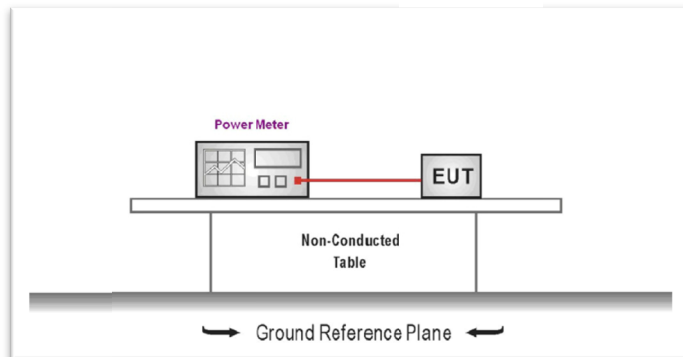 Power Meter
EUT
Non-Conducted
Table
Ground Reference Plane